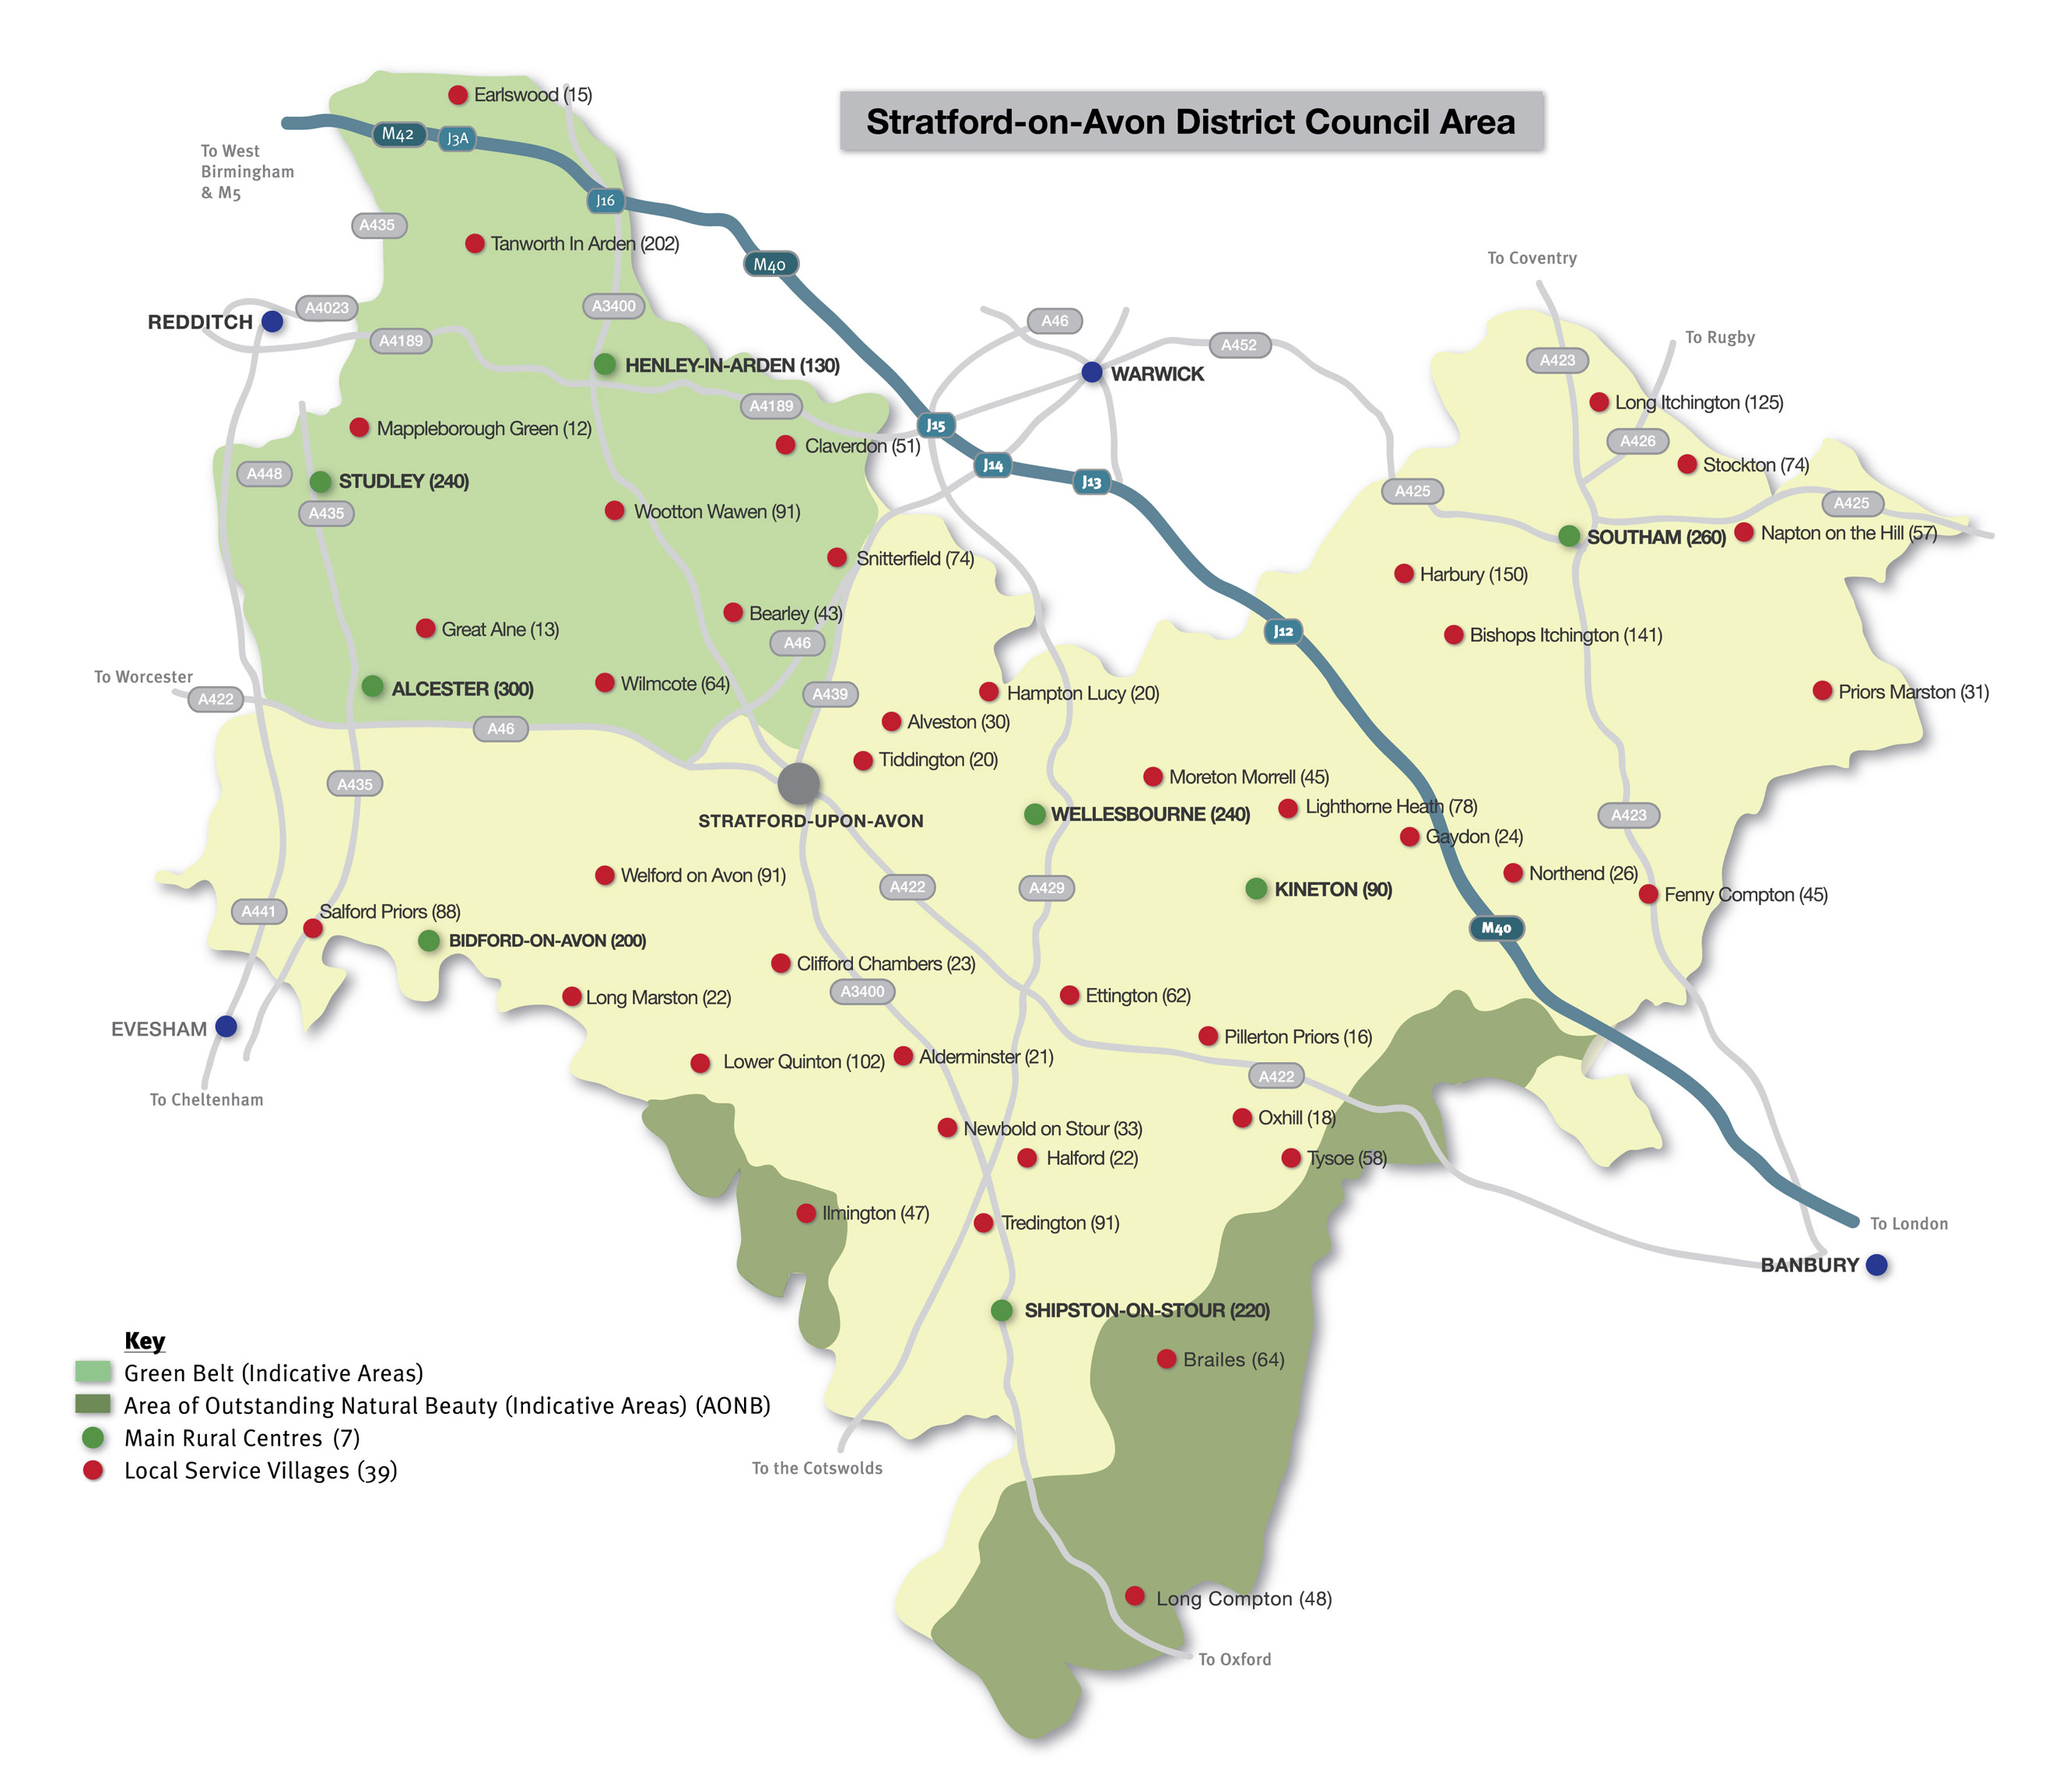 Stratford-on-Avon District Council Area
Earlswood (15)
M42
J3A
To West
Birmingham
& M5
J16
A435
Tanworth In Arden (202)
M40
To Coventry
A4023
REDDITCH
A3400
A46
To Rugby
A4189
A452
A423
HENLEY-IN-ARDEN (130)
WARWICK
A4189
Long Itchington (125)
Mappleborough Green (12)
J15
Claverdon (51)
A426
A448
J14
Stockton (74)
STUDLEY (240)
J13
A425
A425
A435
Wootton Wawen (91)
SOUTHAM (260)
Napton on the Hill (57)
Snitterfield (74)
Harbury (150)
Bearley (43)
Great Alne (13)
J12
Bishops Itchington (141)
A46
To Worcester
A422
ALCESTER (300)
Wilmcote (64)
A439
Hampton Lucy (20)
Priors Marston (31)
Alveston (30)
A46
Tiddington (20)
A435
Moreton Morrell (45)
STRATFORD-UPON-AVON
WELLESBOURNE (240)
Lighthorne Heath (78)
A423
Gaydon (24)
Welford on Avon (91)
A422
A429
KINETON (90)
Northend (26)
Fenny Compton (45)
A441
Salford Priors (88)
M40
BIDFORD-ON-AVON (200)
Clifford Chambers (23)
A3400
Long Marston (22)
Ettington (62)
EVESHAM
Pillerton Priors (16)
Lower Quinton (102)
Alderminster (21)
A422
To Cheltenham
Oxhill (18)
Newbold on Stour (33)
Halford (22)
Tysoe (58)
Ilmington (47)
Tredington (91)
To London
BANBURY
SHIPSTON-ON-STOUR (220)
Brailes (64)
Key
Green Belt (Indicative Areas)
Area of Outstanding Natural Beauty (Indicative Areas) (AONB)
Main Rural Centres (7)
Local Service Villages (39)
To the Cotswolds
Long Compton (48)
To Oxford